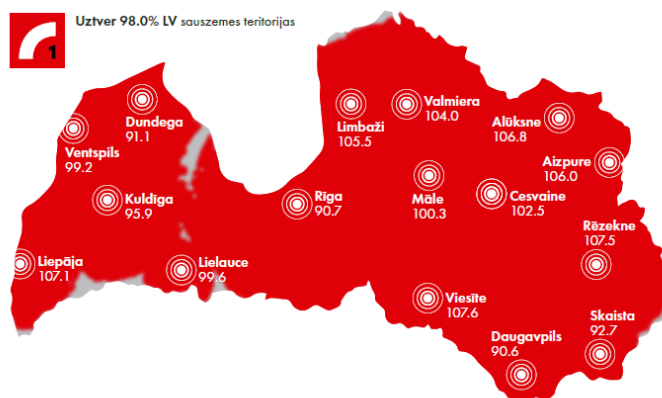 Uztver 98.0% LV sauszemes teritorijas
1
Dundega
91.1
Ventspils
99.2
Kuldīga
95.9
Liepāja
107.1
Lielauce
99.6
Rīga
90.7
Limbaži
105.5
Valmiera
104.0
Alūksne
106.8
Aizpure
106.0
Māle
100.3
Cesvaine
102.5
Rēzekne
107.5
Viesīte
107.6
Skaista
92.7
Daugavpils
90.6